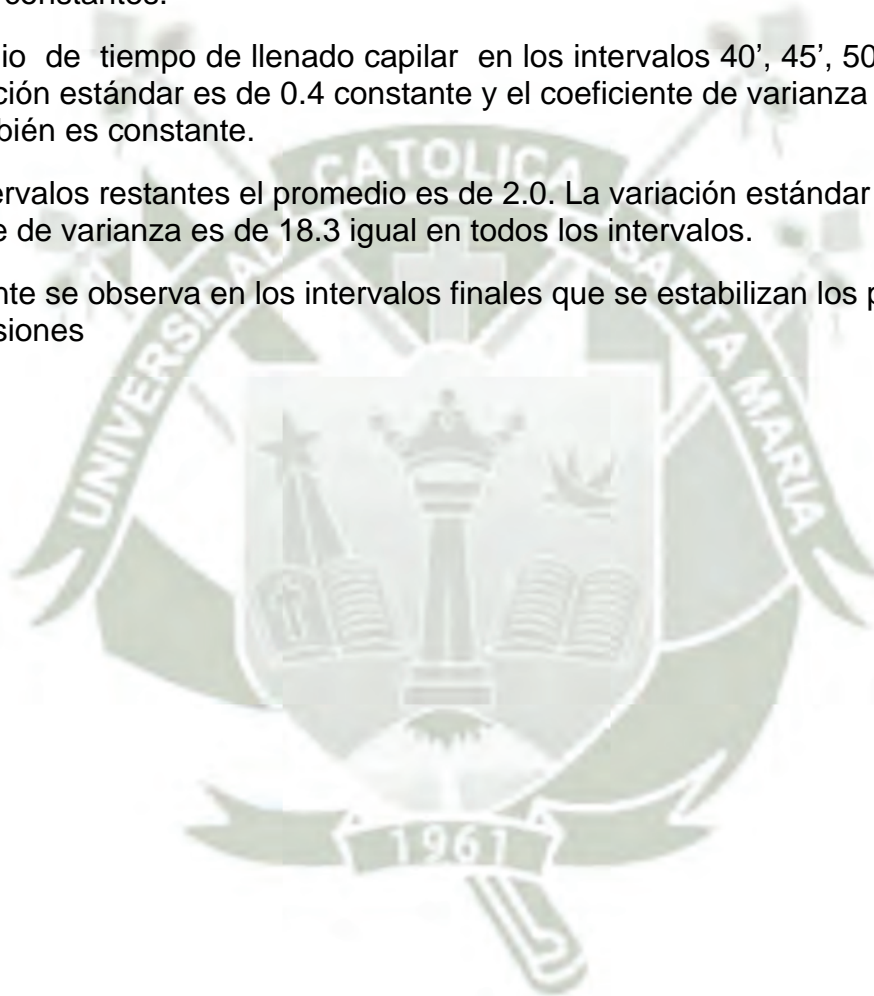 constantes.
io de tiempo de llenado capilar en los intervalos 40’, 45’, 50
ción estándar es de 0.4 constante y el coeficiente de varianza
bién es constante.
ervalos restantes el promedio es de 2.0. La variación estándar
e de varianza es de 18.3 igual en todos los intervalos.
nte se observa en los intervalos finales que se estabilizan los p
siones
UNIVERSIDAD CATOLICA SANTA MARIA
1961